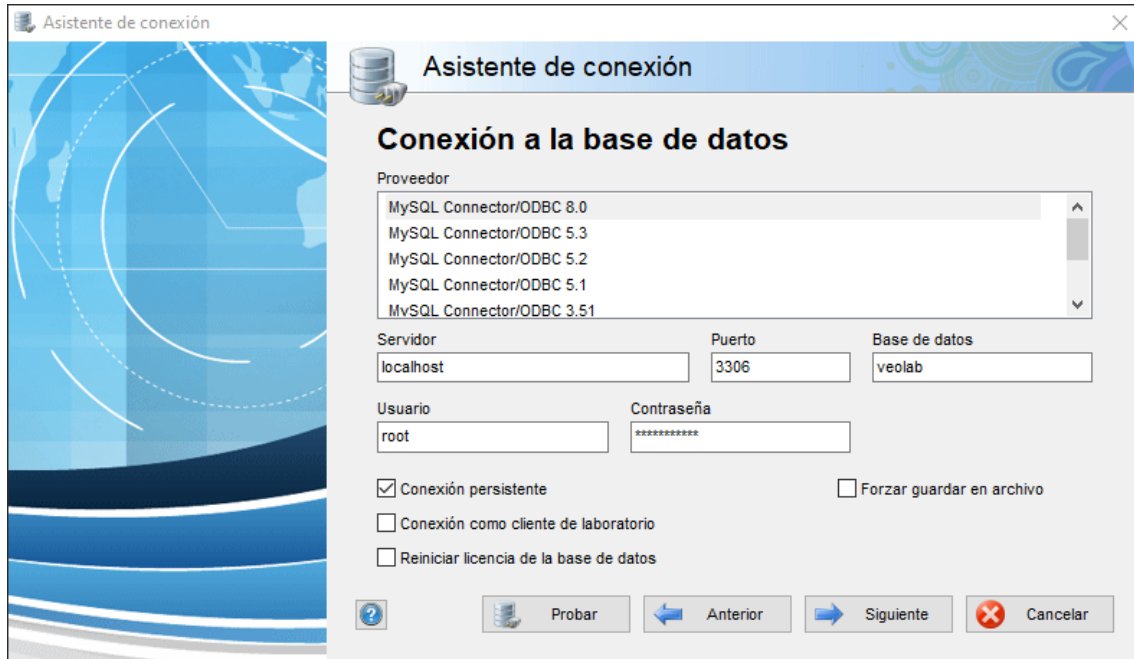 Asistente de conexión
Asistente de conexión
Conexión a la base de datos
Proveedor
MySQL Connector/ODBC 8.0
MySQL Connector/ODBC 5.3
MySQL Connector/ODBC 5.2
MySQL Connector/ODBC 5.1
MySQL Connector/ODBC 3.51
Servidor Puerto Base de datos
localhost 3306 veolab
Usuario Contraseña
root ***********
Conexión persistente Forzar guardar en archivo
Conexión como cliente de laboratorio
Reiniciar licencia de la base de datos
? Probar Anterior Siguiente Cancelar